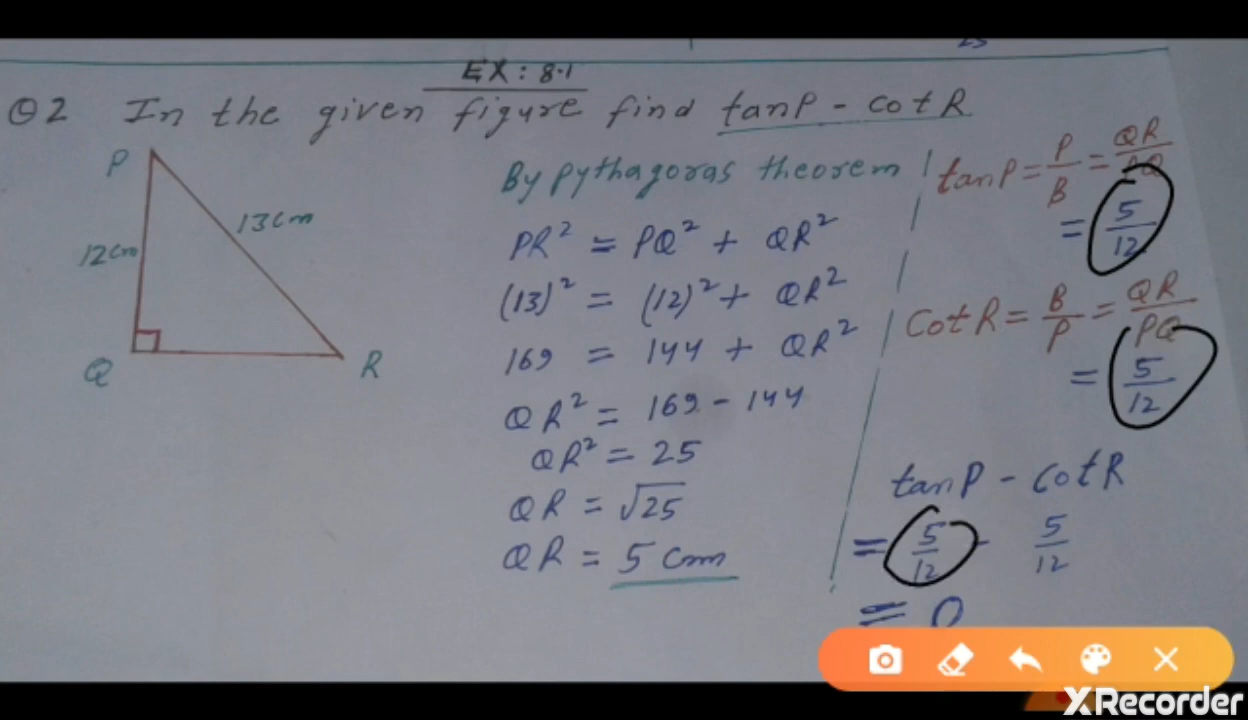 EX : 8.1
Q2 In the given figure find tanP - cotR
P
12cm
13cm
Q
R
By pythagoras theorem
PR² = PQ² + QR²
(13)² = (12)² + QR²
169 = 144 + QR²
QR² = 169 - 144
QR² = 25
QR = √25
QR = 5 cm
tanP = P/B = QR/PQ
= 5/12
CotR = B/P = QR/PQ
= 5/12
tanP - cotR
= 5/12 - 5/12
= 0
XRecorder